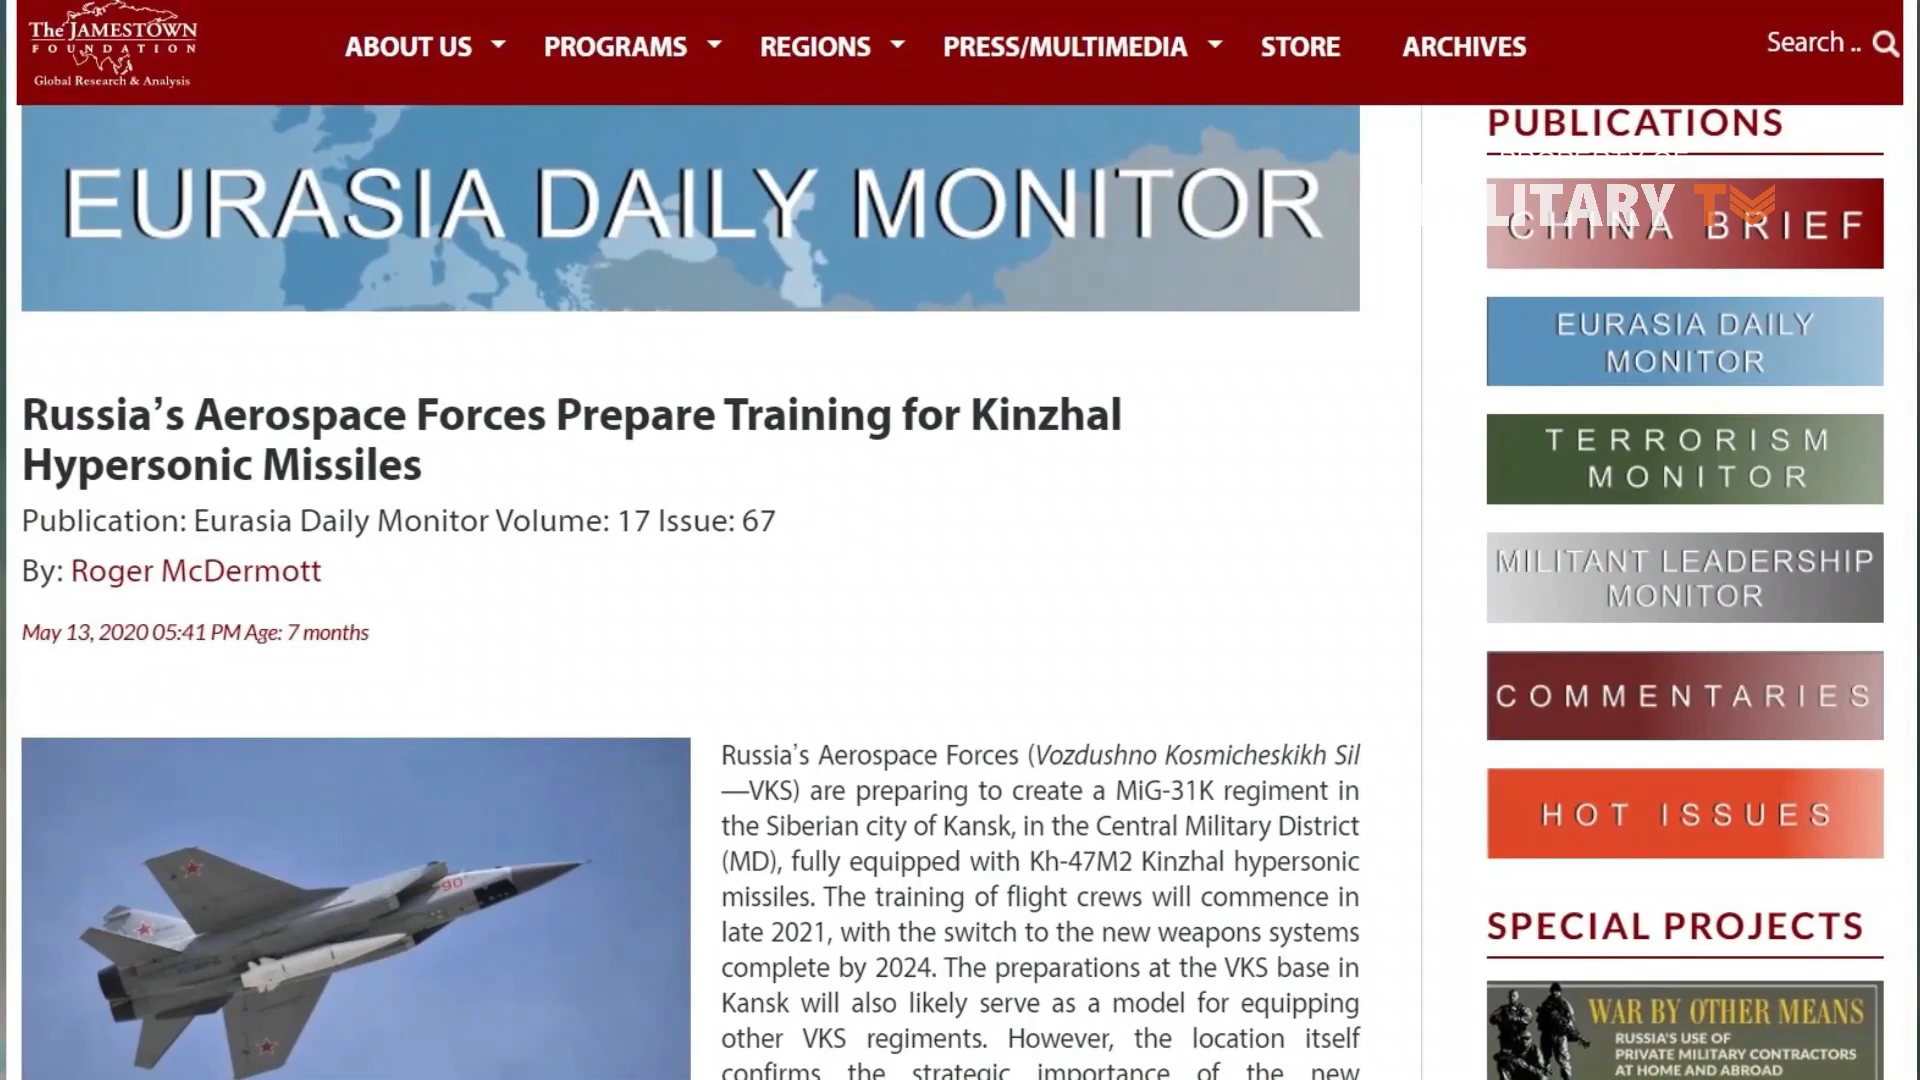 The JAMESTOWN
FOUNDATION
Global Research & Analysis
ABOUT US
PROGRAMS
REGIONS
PRESS/MULTIMEDIA
STORE
ARCHIVES
Search ..
EURASIA DAILY MONITOR
Russia’s Aerospace Forces Prepare Training for Kinzhal
Hypersonic Missiles
Publication: Eurasia Daily Monitor Volume: 17 Issue: 67
By: Roger McDermott
May 13, 2020 05:41 PM Age: 7 months
90
Russia’s Aerospace Forces (Vozdushno Kosmicheskikh Sil
—VKS) are preparing to create a MiG-31K regiment in
the Siberian city of Kansk, in the Central Military District
(MD), fully equipped with Kh-47M2 Kinzhal hypersonic
missiles. The training of flight crews will commence in
late 2021, with the switch to the new weapons systems
complete by 2024. The preparations at the VKS base in
Kansk will also likely serve as a model for equipping
other VKS regiments. However, the location itself
confirms the strategic importance of the new
PUBLICATIONS
PROPERTY OF
LITARY TV
CHINA BRIEF
EURASIA DAILY
MONITOR
TERRORISM
MONITOR
MILITANT LEADERSHIP
MONITOR
COMMENTARIES
HOT ISSUES
SPECIAL PROJECTS
WAR BY OTHER MEANS
RUSSIA'S USE OF
PRIVATE MILITARY CONTRACTORS
AT HOME AND ABROAD